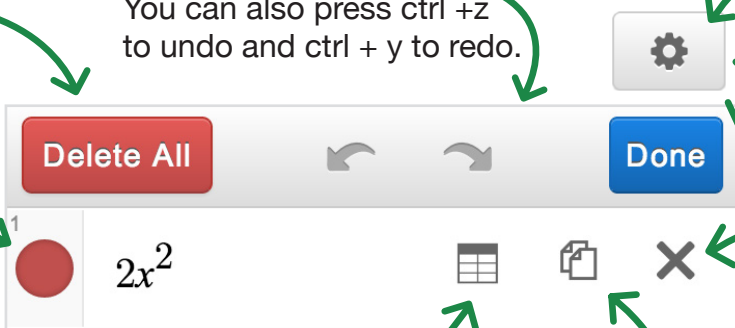 You can also press ctrl +z
to undo and ctrl + y to redo.
Delete All
Done
1
2x²